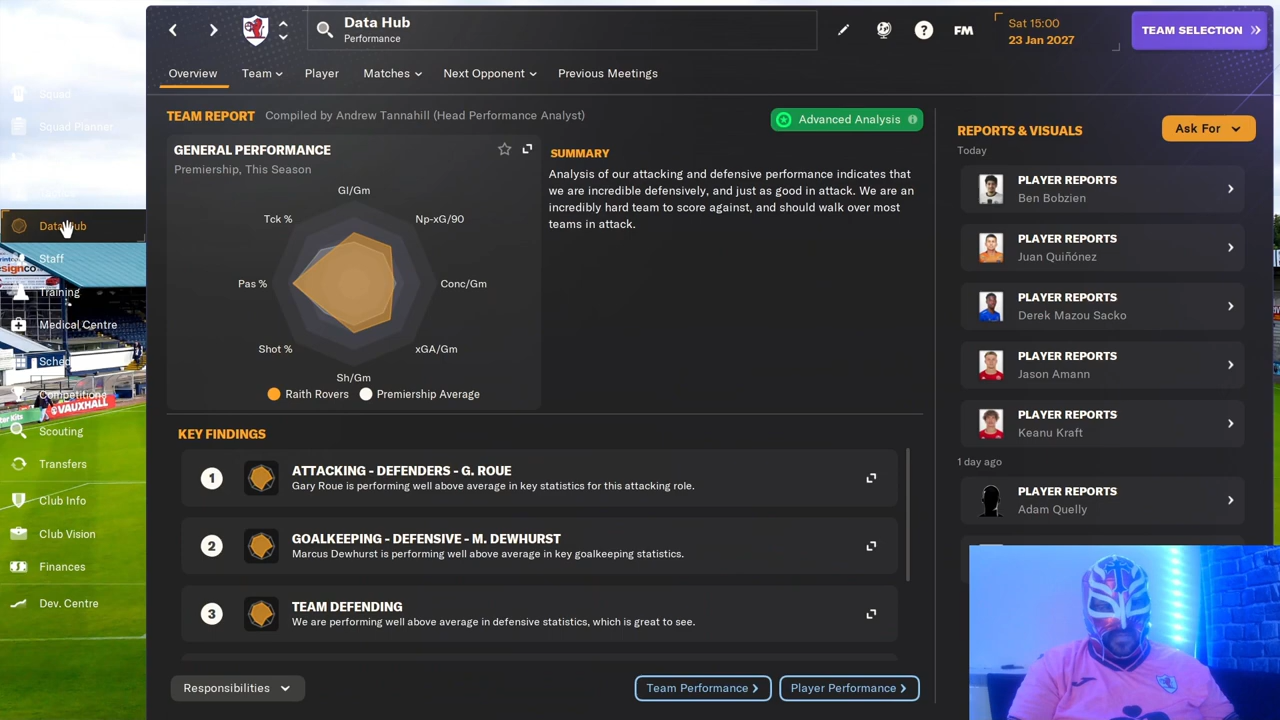 Data Hub
Performance
FM
Sat 15:00
23 Jan 2027
TEAM SELECTION
Overview
Team
Player
Matches
Next Opponent
Previous Meetings
Squad
Squad Planner
Data Hub
Staff
Training
Medical Centre
Sched
Competitions
Scouting
Transfers
Club Info
Club Vision
Finances
Dev. Centre
signco
ter Kits
VAUXHALL
TEAM REPORT
Compiled by Andrew Tannahill (Head Performance Analyst)
Advanced Analysis
GENERAL PERFORMANCE
Premiership, This Season
Gl/Gm
Np-xG/90
Conc/Gm
xGA/Gm
Sh/Gm
Shot %
Pas %
Tck %
Raith Rovers
Premiership Average
SUMMARY
Analysis of our attacking and defensive performance indicates that
we are incredible defensively, and just as good in attack. We are an
incredibly hard team to score against, and should walk over most
teams in attack.
KEY FINDINGS
1
ATTACKING - DEFENDERS - G. ROUE
Gary Roue is performing well above average in key statistics for this attacking role.
2
GOALKEEPING - DEFENSIVE - M. DEWHURST
Marcus Dewhurst is performing well above average in key goalkeeping statistics.
3
TEAM DEFENDING
We are performing well above average in defensive statistics, which is great to see.
Responsibilities
Team Performance
Player Performance
REPORTS & VISUALS
Ask For
Today
PLAYER REPORTS
Ben Bobzien
PLAYER REPORTS
Juan Quiñónez
PLAYER REPORTS
Derek Mazou Sacko
PLAYER REPORTS
Jason Amann
PLAYER REPORTS
Keanu Kraft
1 day ago
PLAYER REPORTS
Adam Quelly